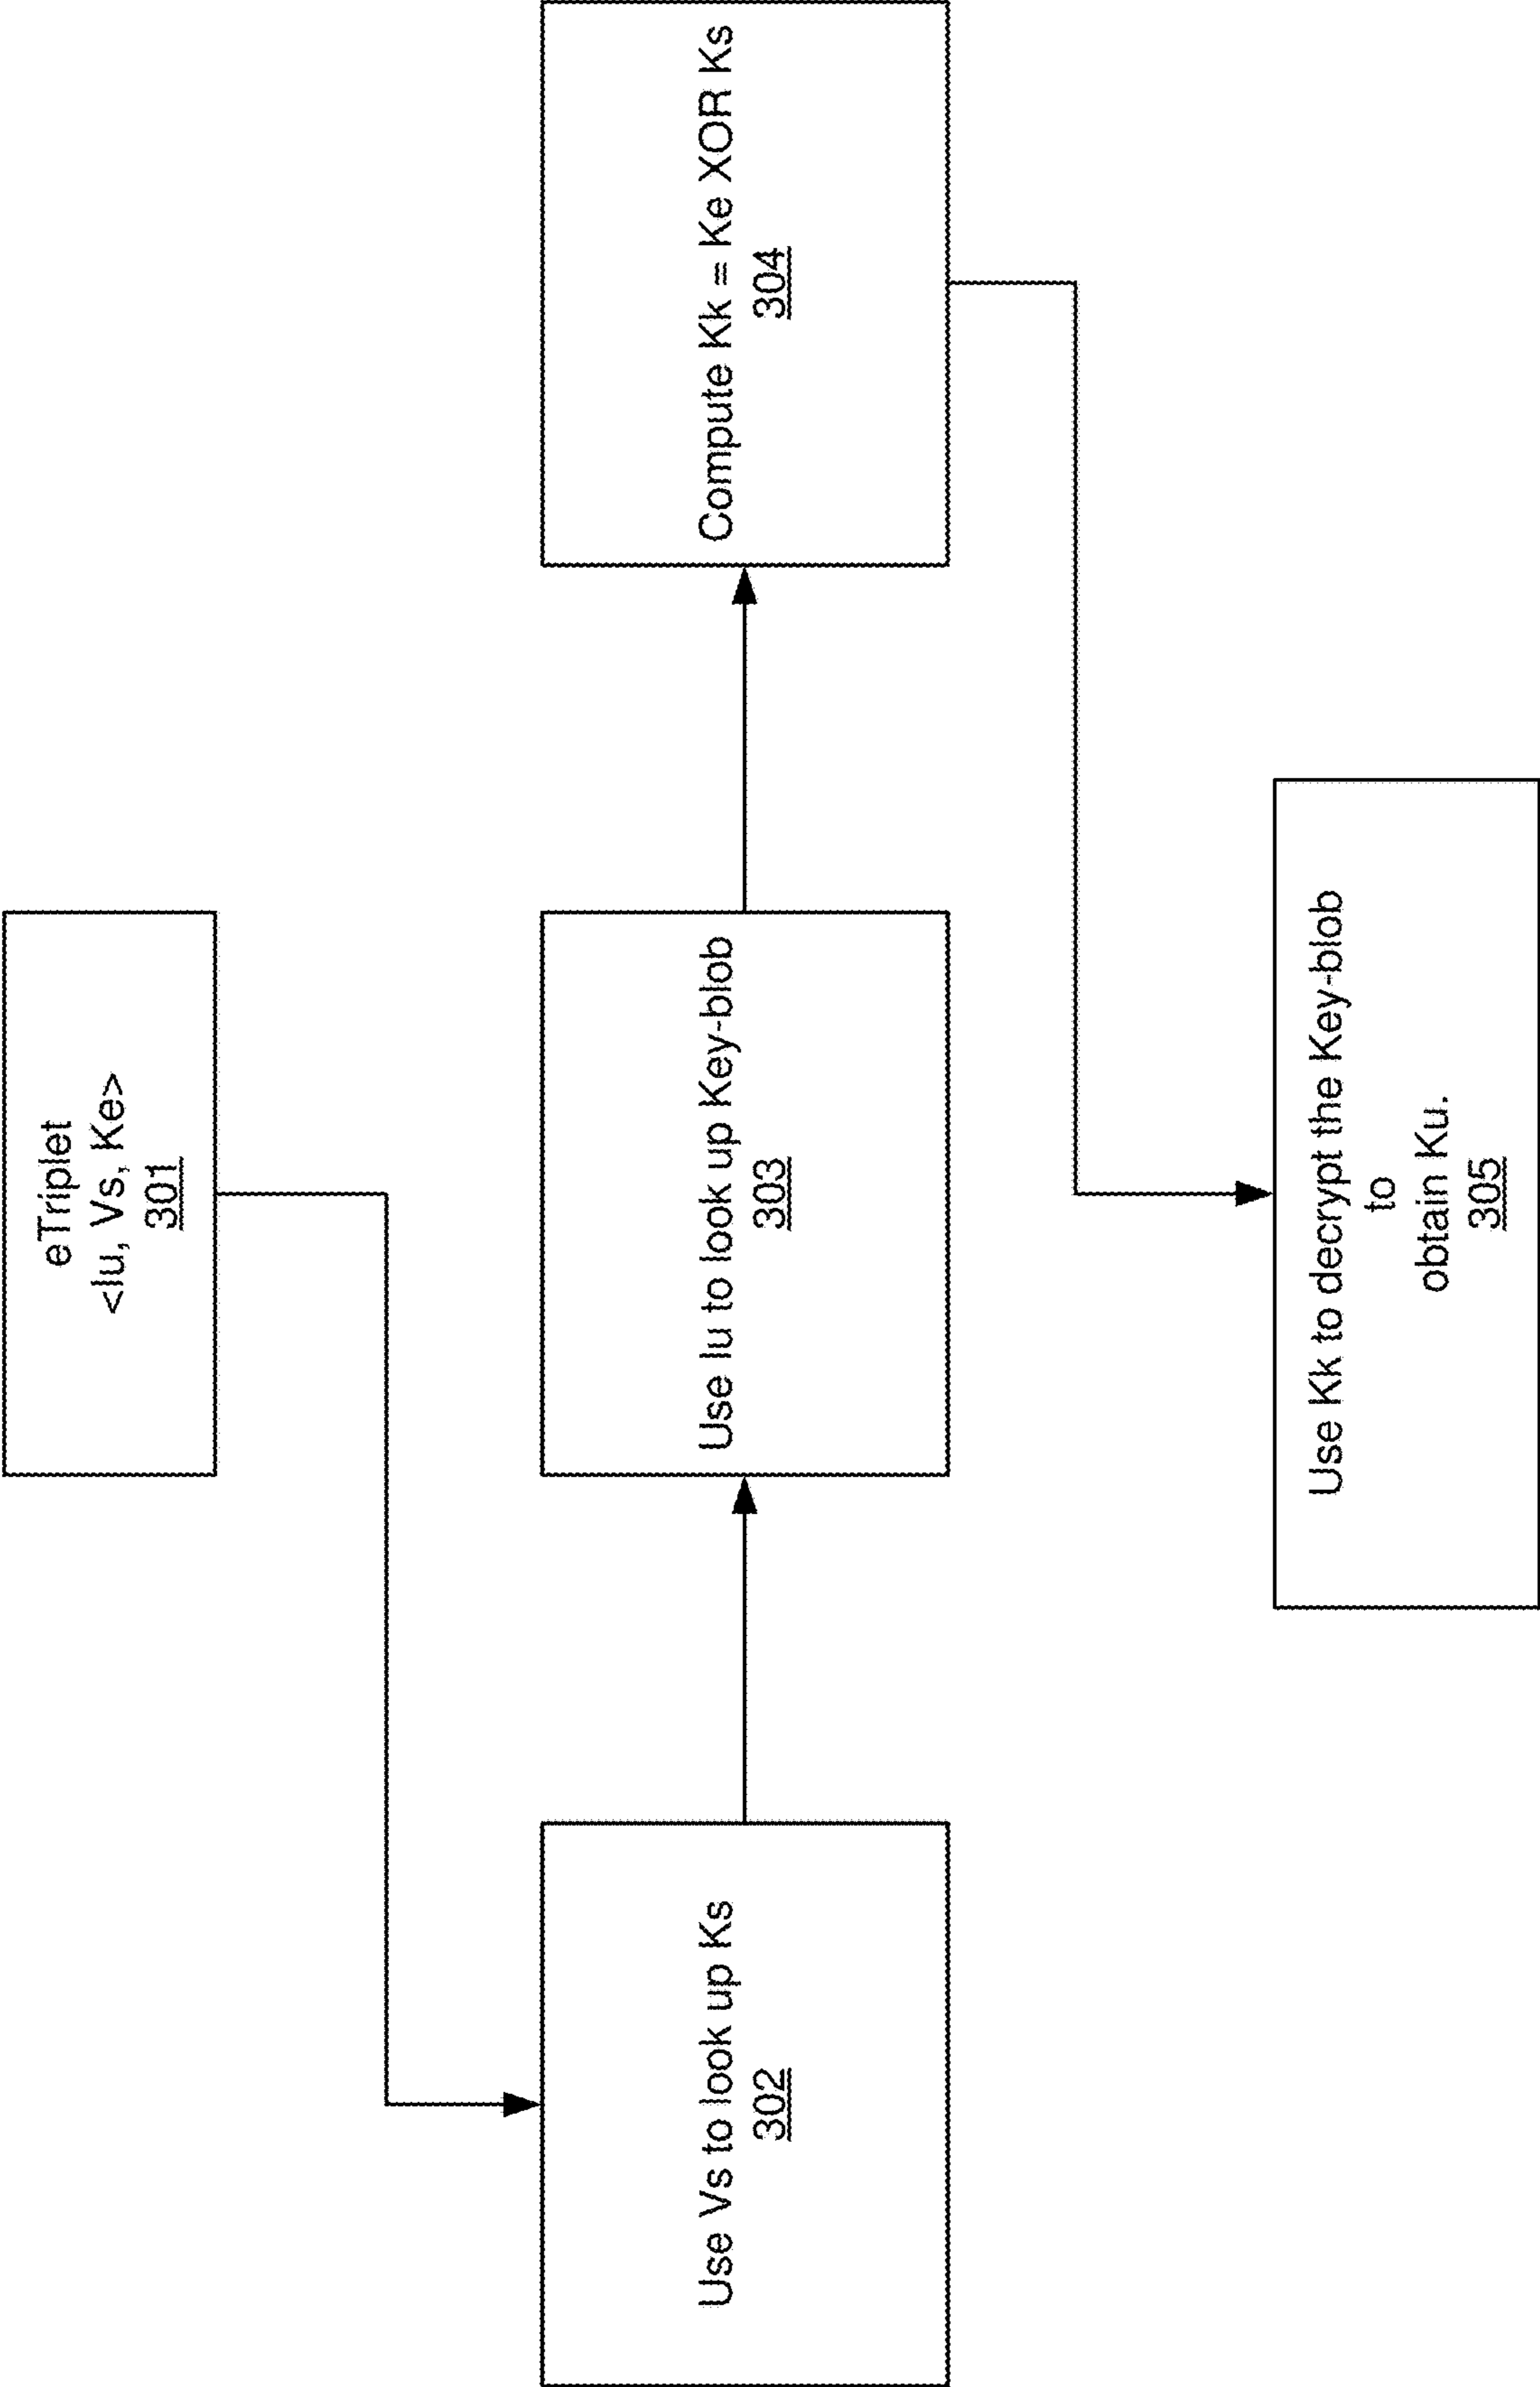 eTriplet
<Iu, Vs, Ke>
301
Use Vs to look up Ks
302
Use Iu to look up Key-blob
303
Compute Kk = Ke XOR Ks
304
Use Kk to decrypt the Key-blob
to
obtain Ku.
305